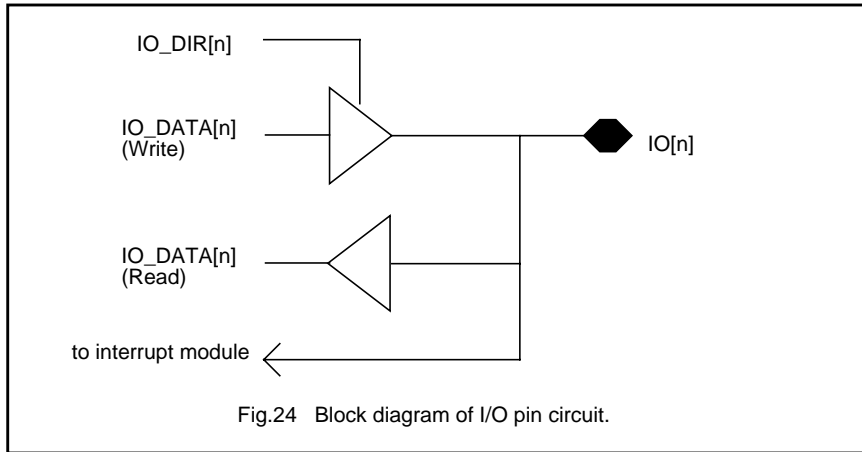 IO_DIR[n]
IO_DATA[n]
(Write)
IO[n]
IO_DATA[n]
(Read)
to interrupt module
Fig.24 Block diagram of I/O pin circuit.